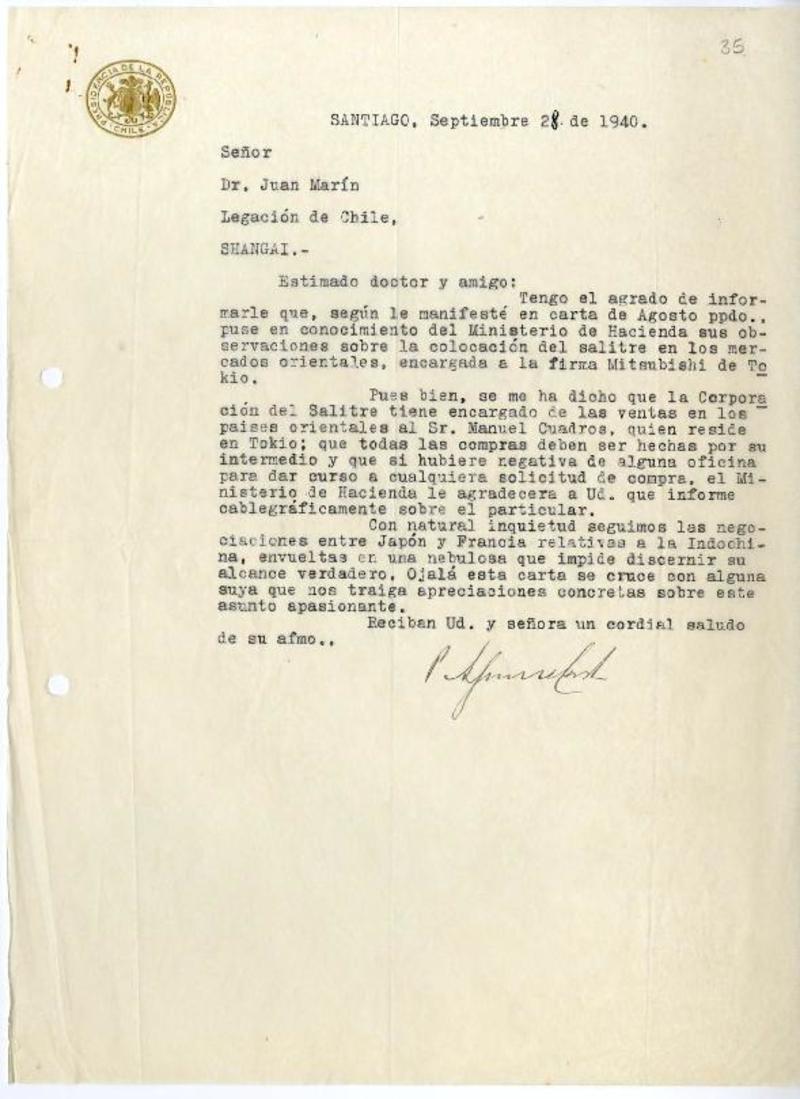 35
PRESIDENCIA DE LA REPUBLICA
CHILE
SANTIAGO, Septiembre 28 de 1940.
Señor
Dr. Juan Marín
Legación de Chile,
SHANGAI.-
Estimado doctor y amigo:
Tengo el agrado de infor-
marle que, según le manifesté en carta de Agosto ppdo.,
puse en conocimiento del Ministerio de Hacienda sus ob-
servaciones sobre la colocación del salitre en los mer-
cados orientales, encargada a la firma Mitsubishi de To
kio.
Pues bien, se me ha dicho que la Corpora
ción del Salitre tiene encargado de las ventas en los
paises orientales al Sr. Manuel Cuadros, quien reside
en Tokio; que todas las compras deben ser hechas por su
intermedio y que si hubiere negativa de alguna oficina
para dar curso a cualquiera solicitud de compra, el Mi-
nisterio de Hacienda le agradecera a Ud. que informe
cablegráficamente sobre el particular.
Con natural inquietud seguimos las nego-
ciaciones entre Japón y Francia relativas a la Indochi-
na, envueltas en una nebulosa que impide discernir su
alcance verdadero. Ojalá esta carta se cruce con alguna
suya que nos traiga apreciaciones concretas sobre este
asunto apasionante.
Reciban Ud. y señora un cordial saludo
de su afmo.,